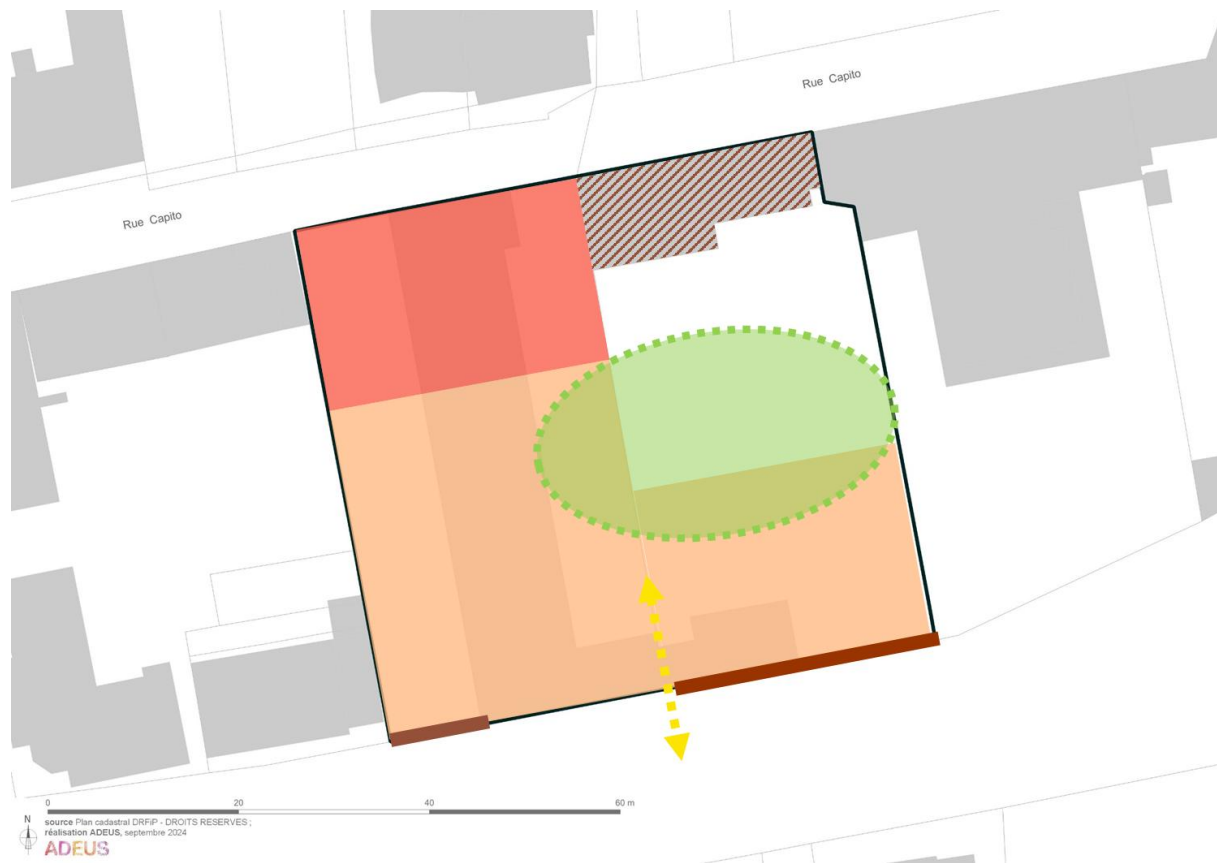 Rue Capito
Rue Capito
0 20 40 60 m
N
source Plan cadastral DRFiP - DROITS RESERVES ;
réalisation ADEUS, septembre 2024
ADEUS